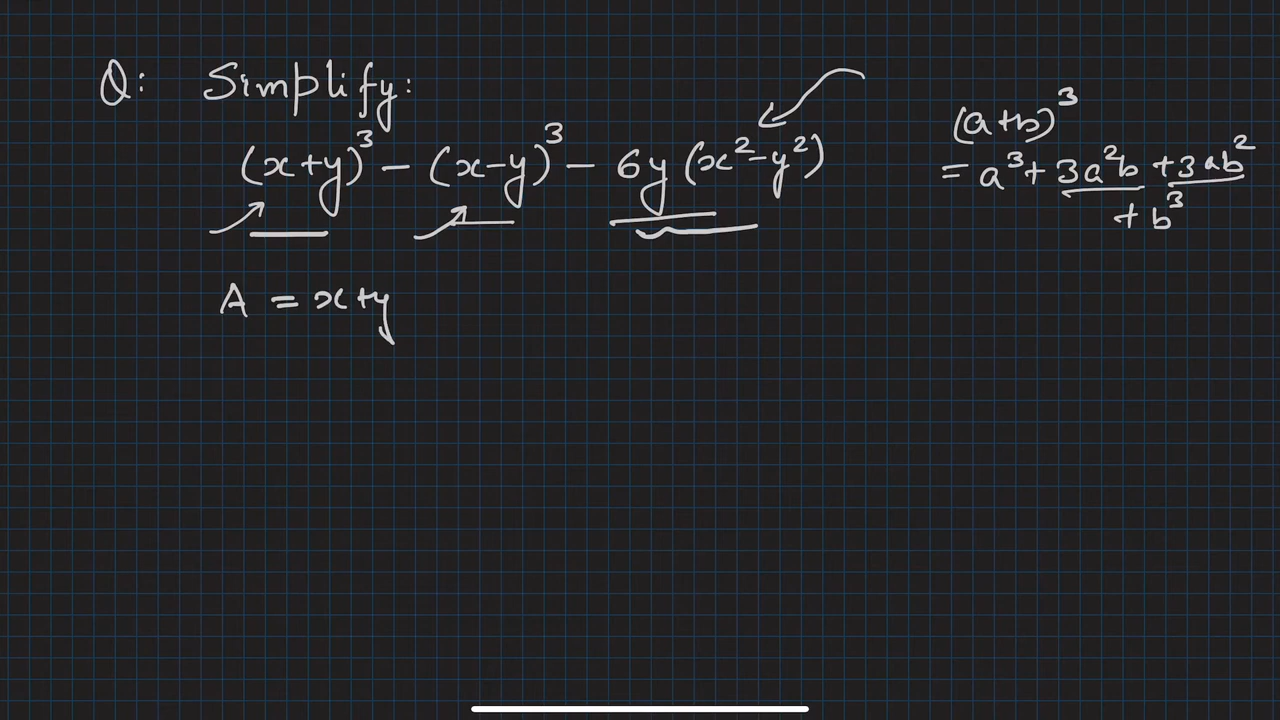 Q: Simplify:
(x+y)³ - (x-y)³ - 6y(x²-y²)
A = x+y
(a+b)³
= a³ + 3a²b + 3ab²
+ b³